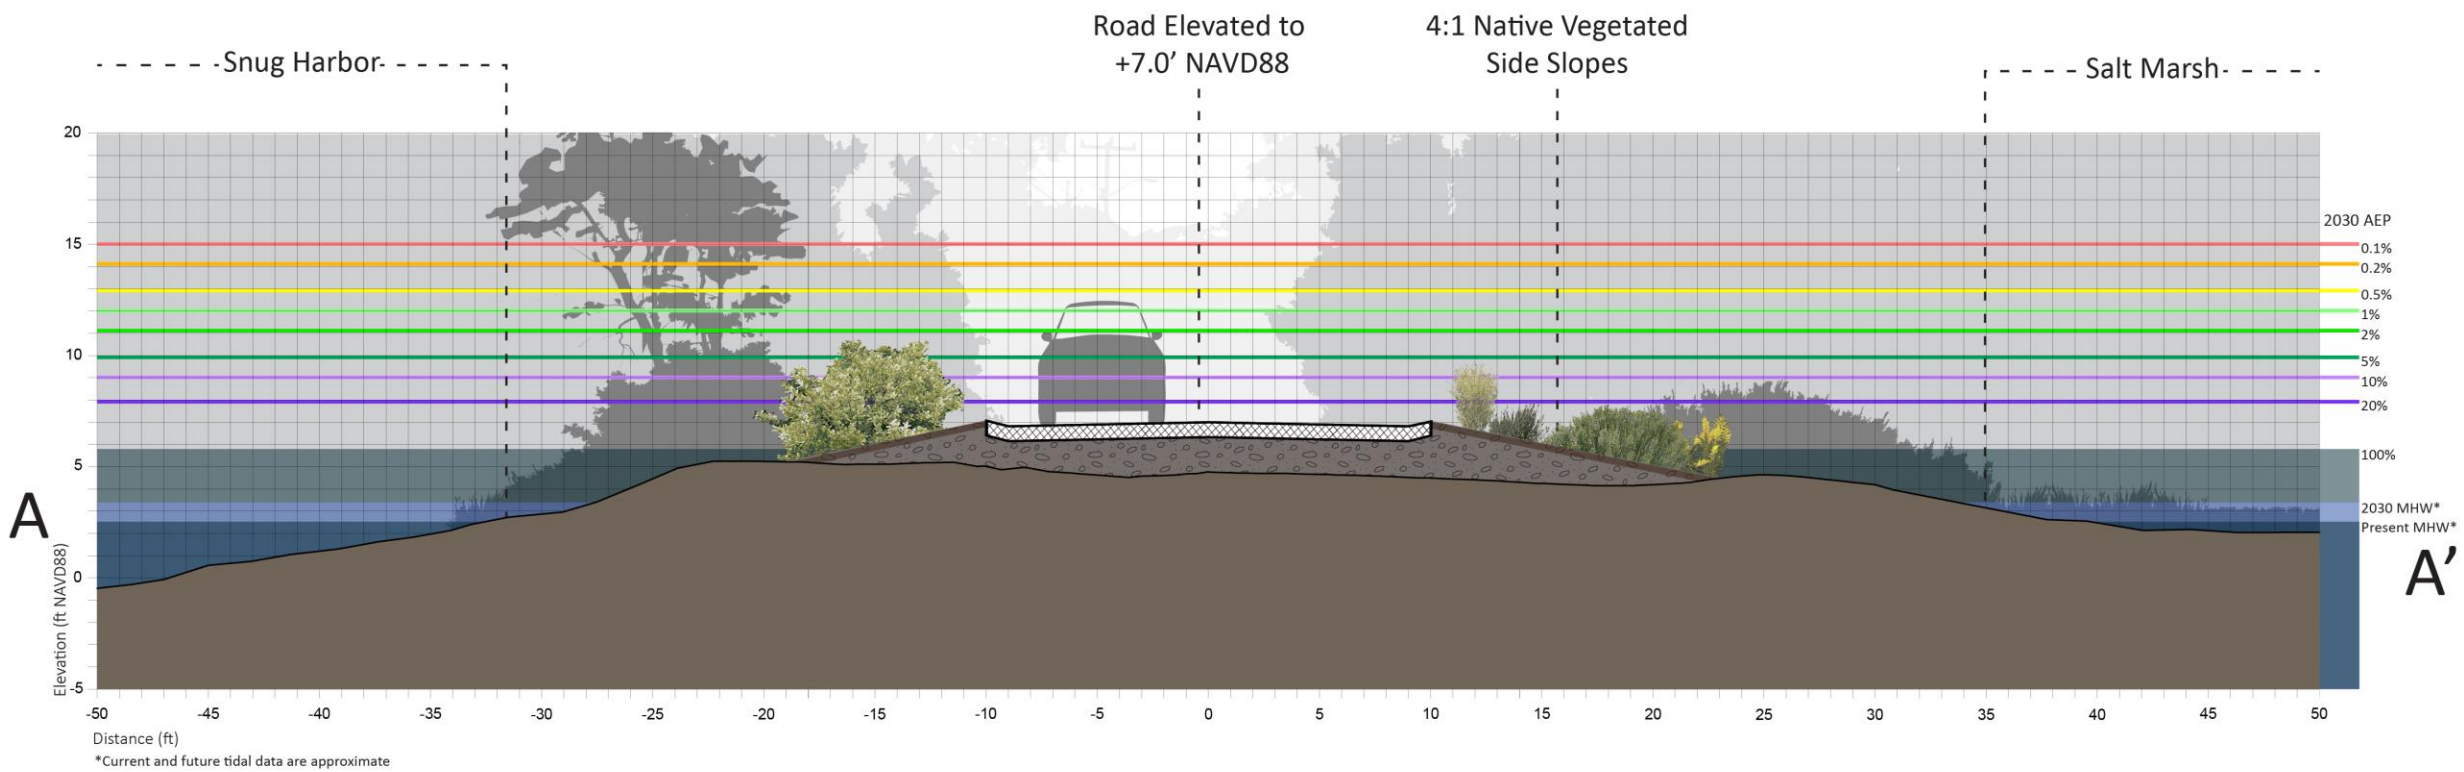 Road Elevated to
+7.0’ NAVD88
4:1 Native Vegetated
Side Slopes
Snug Harbor
Salt Marsh
20
15
10
5
0
-5
Elevation (ft NAVD88)
A
A’
2030 AEP
0.1%
0.2%
0.5%
1%
2%
5%
10%
20%
100%
2030 MHW*
Present MHW*
-50 -45 -40 -35 -30 -25 -20 -15 -10 -5 0 5 10 15 20 25 30 35 40 45 50
Distance (ft)
*Current and future tidal data are approximate